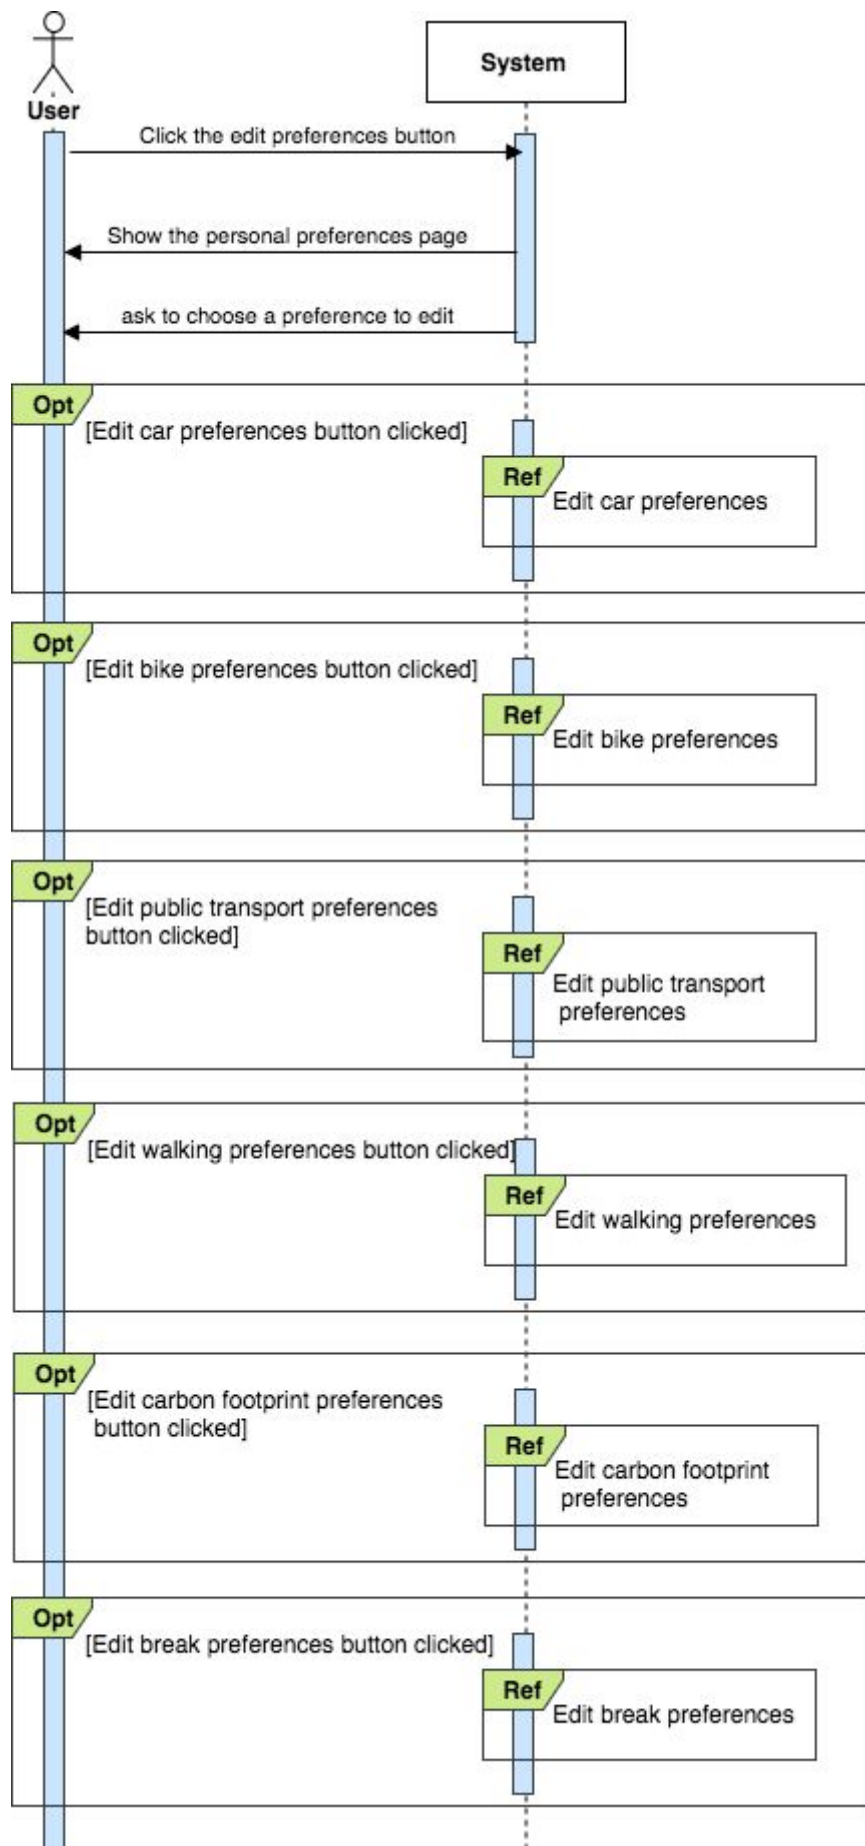 System
User
Click the edit preferences button
Show the personal preferences page
ask to choose a preference to edit
Opt
[Edit car preferences button clicked]
Ref
Edit car preferences
Opt
[Edit bike preferences button clicked]
Ref
Edit bike preferences
Opt
[Edit public transport preferences
button clicked]
Ref
Edit public transport
preferences
Opt
[Edit walking preferences button clicked]
Ref
Edit walking preferences
Opt
[Edit carbon footprint preferences
button clicked]
Ref
Edit carbon footprint
preferences
Opt
[Edit break preferences button clicked]
Ref
Edit break preferences